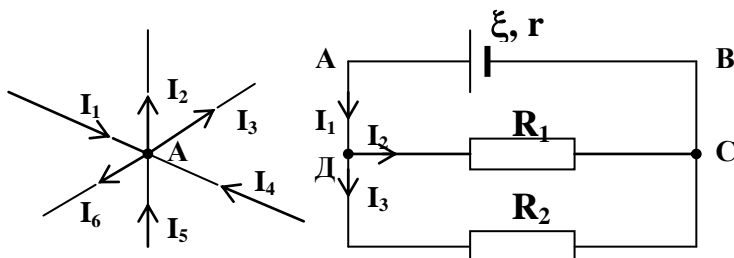 I₁
I₂
I₃
A
I₄
I₅
I₆
ξ, r
А
В
I₁
I₂
R₁
Д
С
I₃
R₂